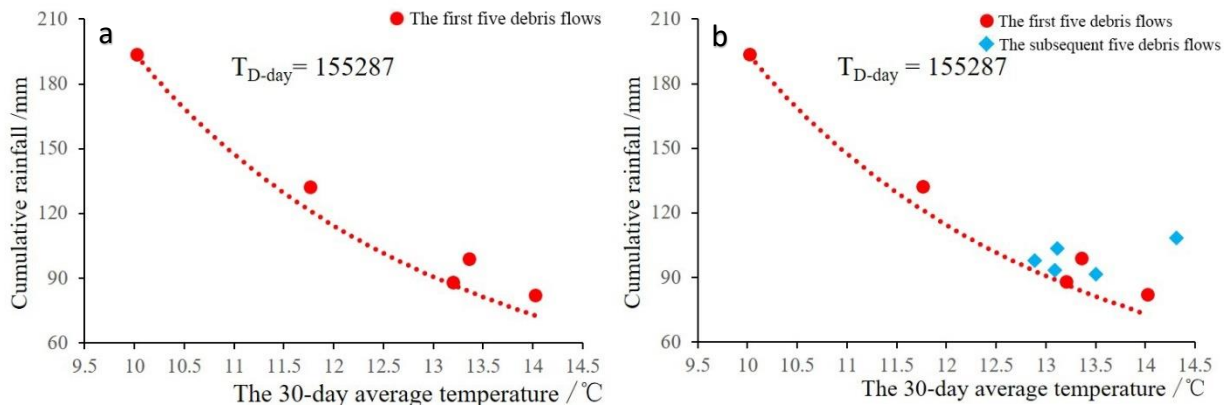 a
The first five debris flows
T_D-day= 155287
Cumulative rainfall /mm
210
180
150
120
90
60
9.5 10 10.5 11 11.5 12 12.5 13 13.5 14 14.5
The 30-day average temperature /℃
b
The first five debris flows
The subsequent five debris flows
T_D-day = 155287
Cumulative rainfall /mm
210
180
150
120
90
60
9.5 10 10.5 11 11.5 12 12.5 13 13.5 14 14.5
The 30-day average temperature /℃